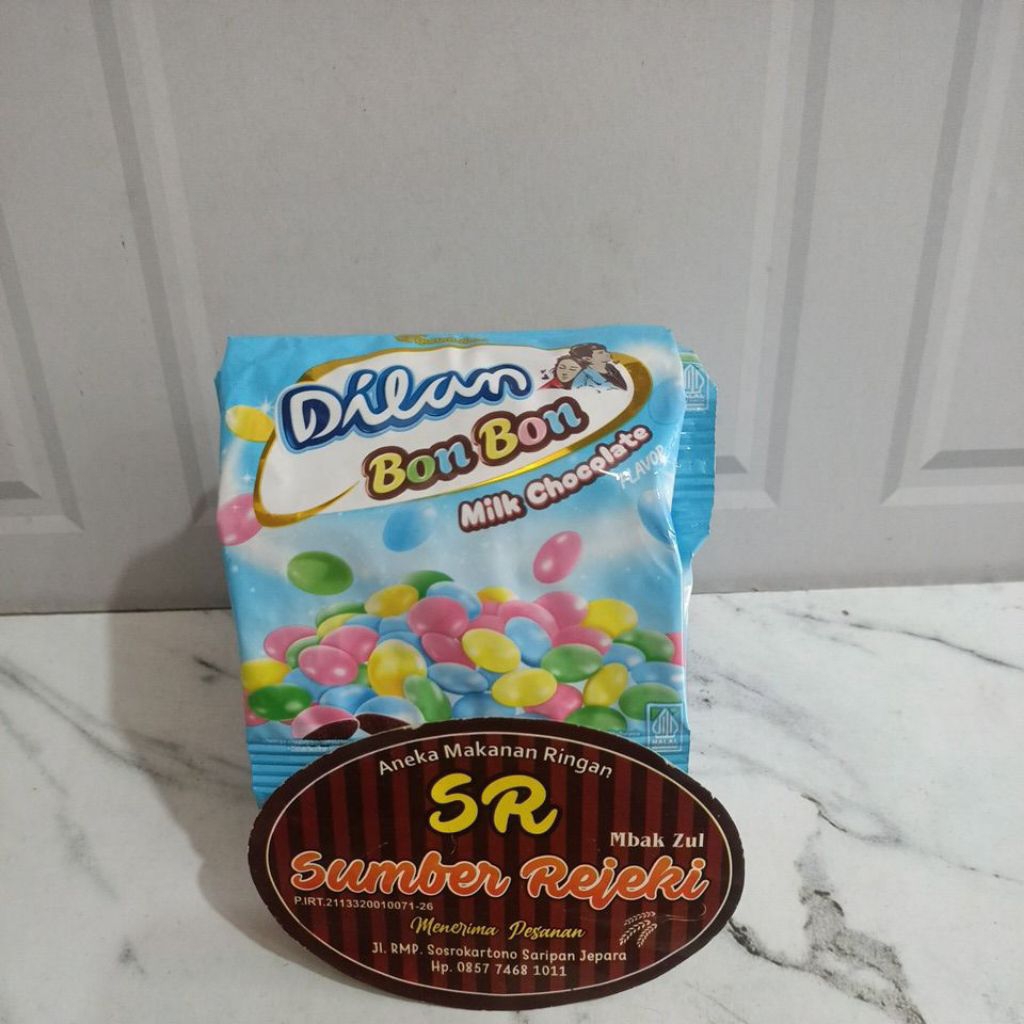 Dilan
Bon Bon
Milk Chocolate
FLAVOR
Aneka Makanan Ringan
SR
Mbak Zul
Sumber Rejeki
P.IRT.2113320010071-26
Menerima Pesanan
Jl. RMP. Sosrokartono Saripan Jepara
Hp. 0857 7468 1011